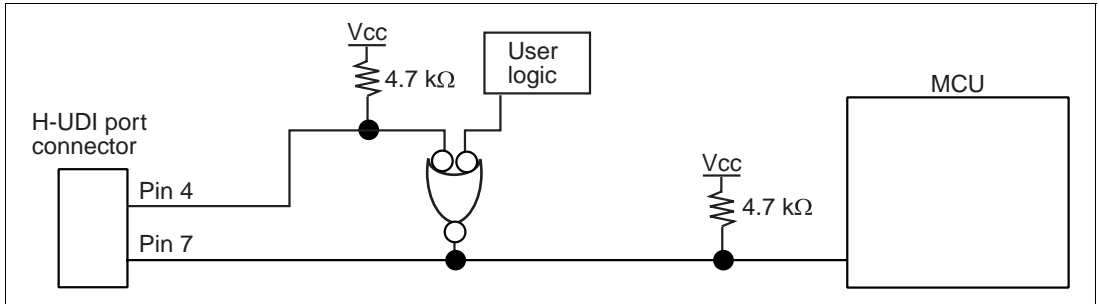 Vcc
4.7 kΩ
User
logic
MCU
H-UDI port
connector
Pin 4
Vcc
4.7 kΩ
Pin 7